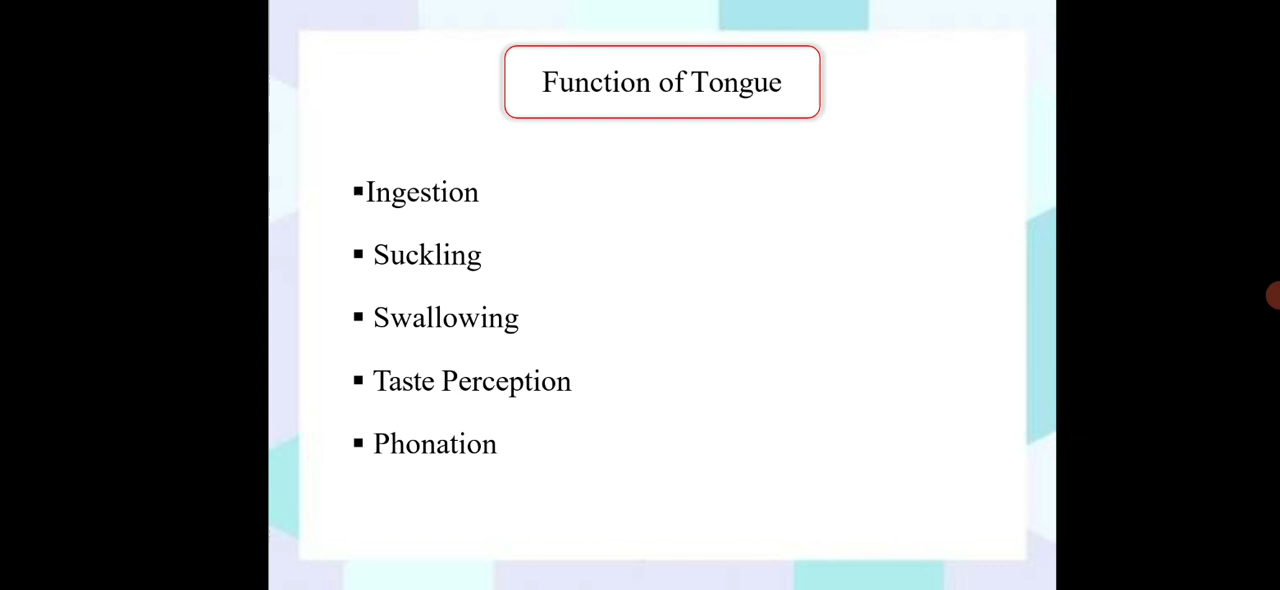 Function of Tongue
▪Ingestion
▪ Suckling
▪ Swallowing
▪ Taste Perception
▪ Phonation